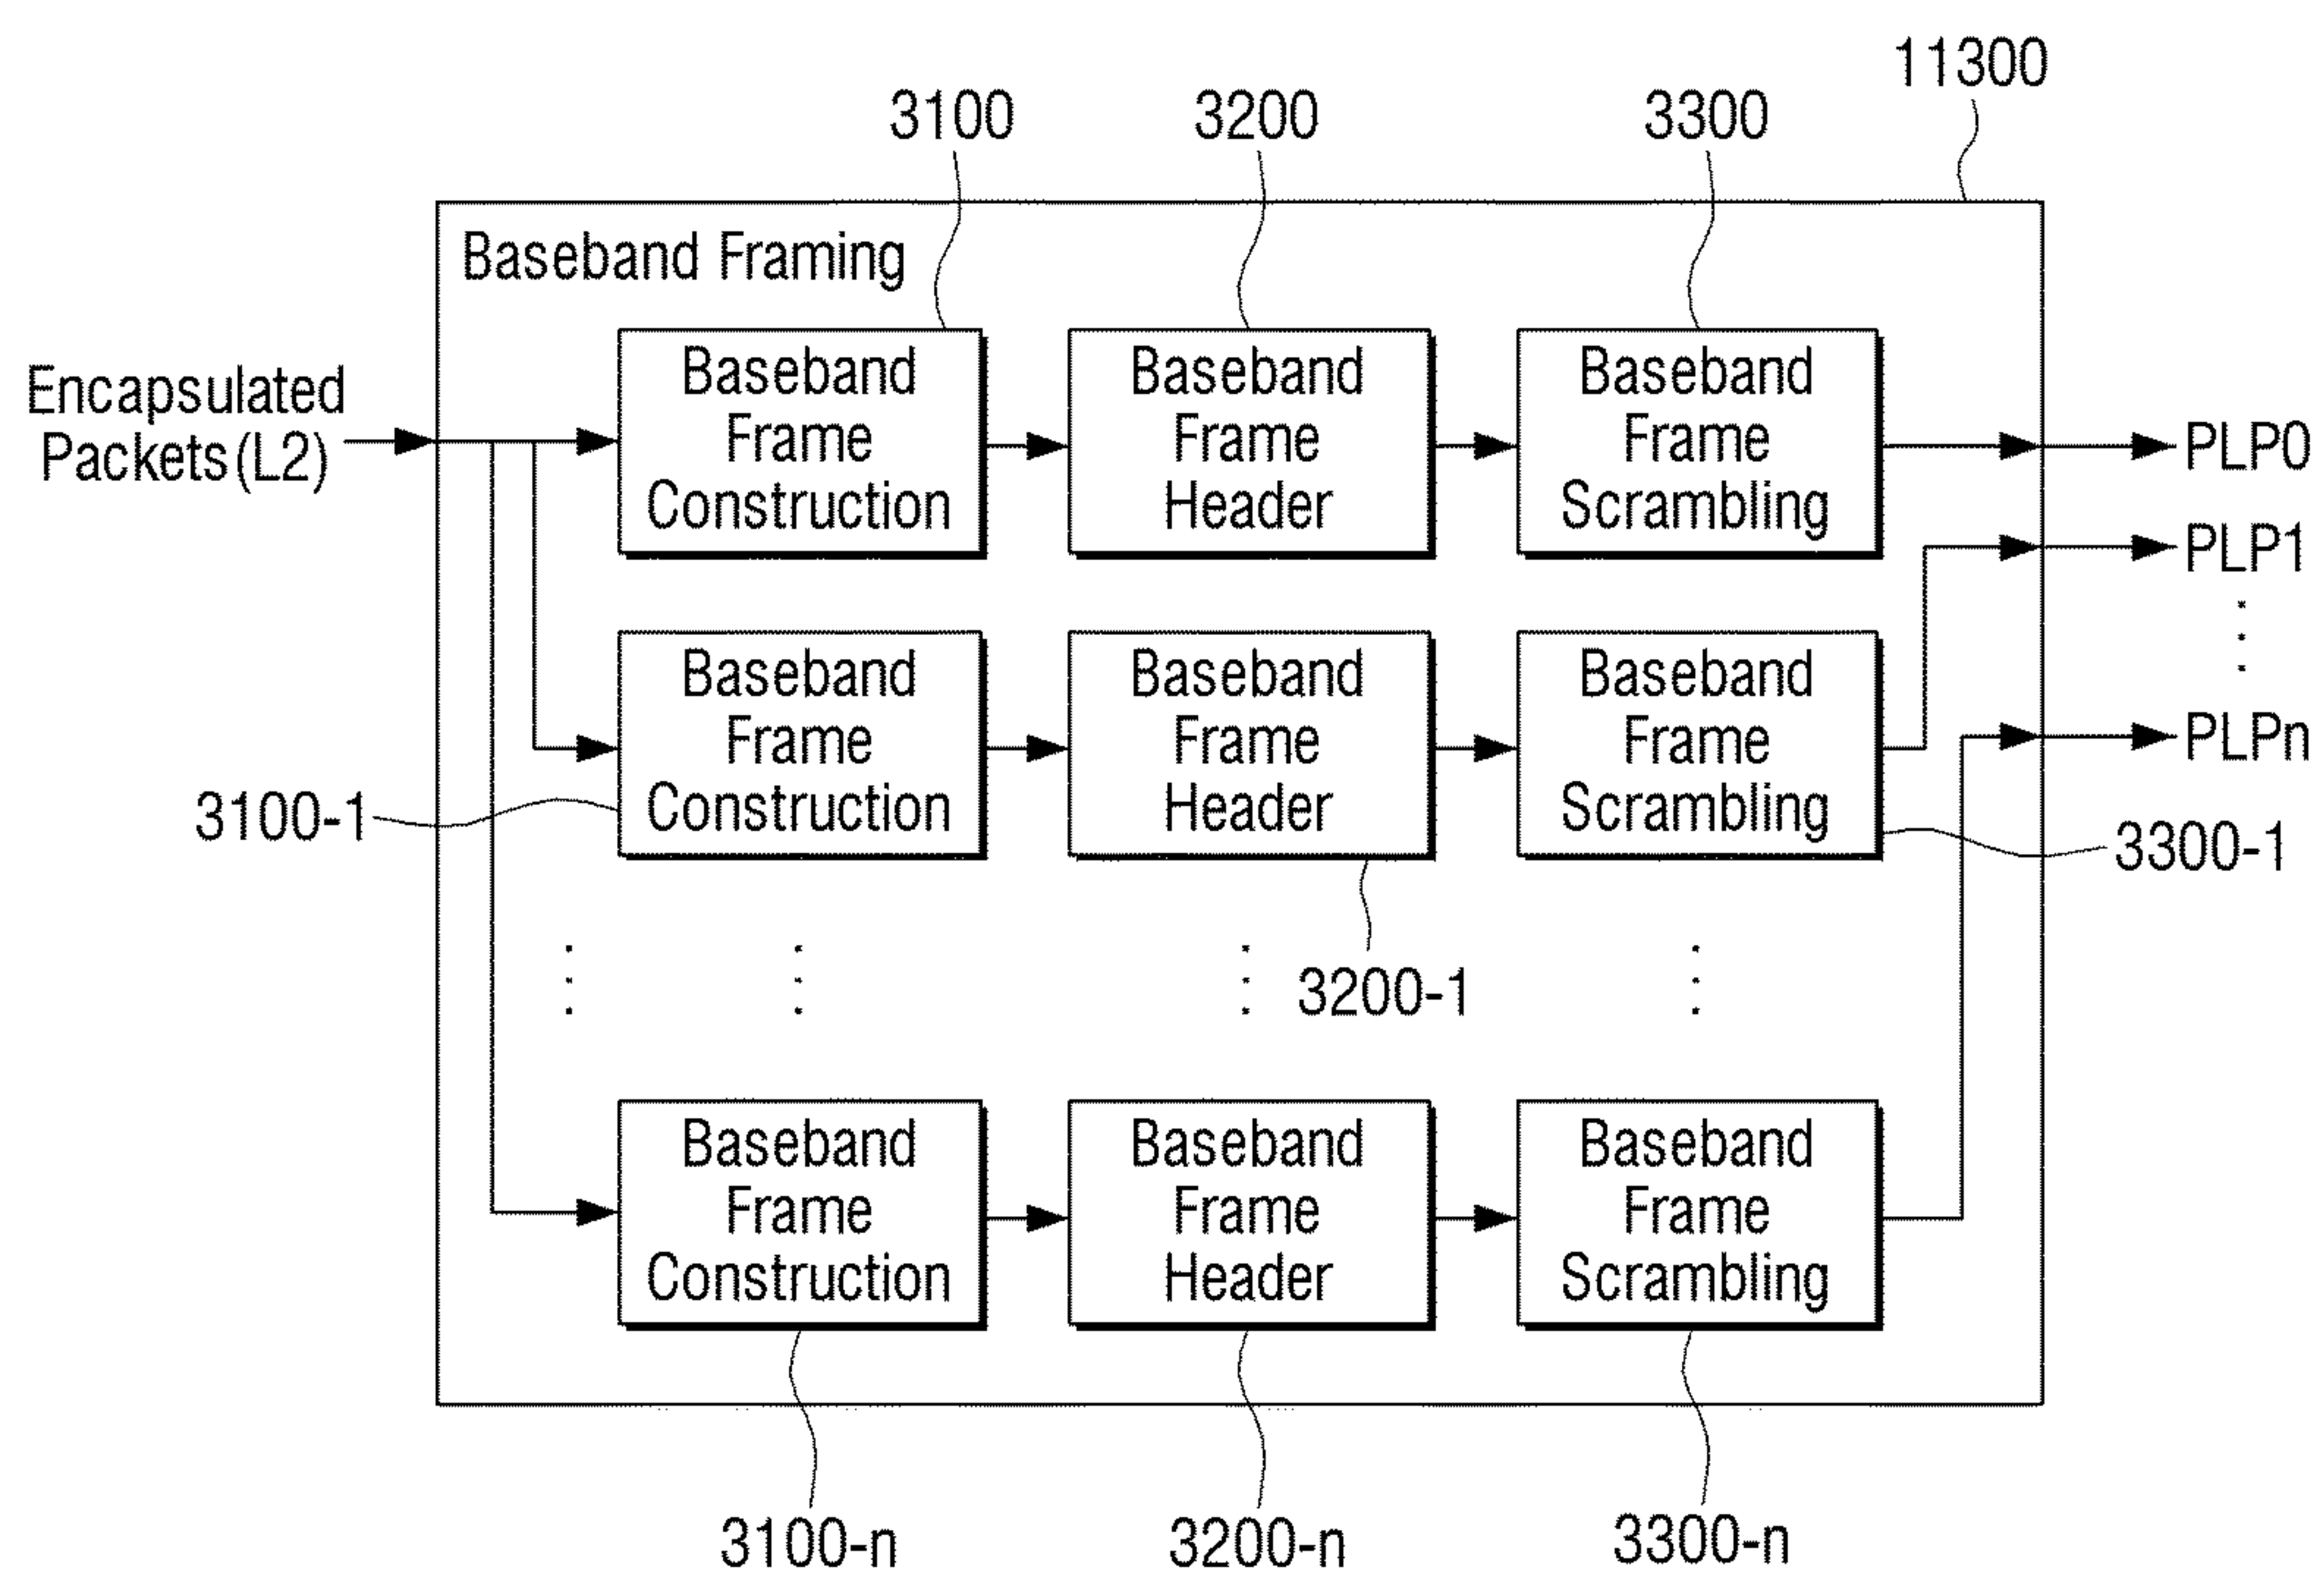 11300
3100
3200
3300
Baseband Framing
Encapsulated
Packets(L2)
Baseband
Frame
Construction
Baseband
Frame
Header
Baseband
Frame
Scrambling
PLP0
PLP1
PLPn
Baseband
Frame
Construction
Baseband
Frame
Header
Baseband
Frame
Scrambling
3100-1
3200-1
3300-1
Baseband
Frame
Construction
Baseband
Frame
Header
Baseband
Frame
Scrambling
3100-n
3200-n
3300-n